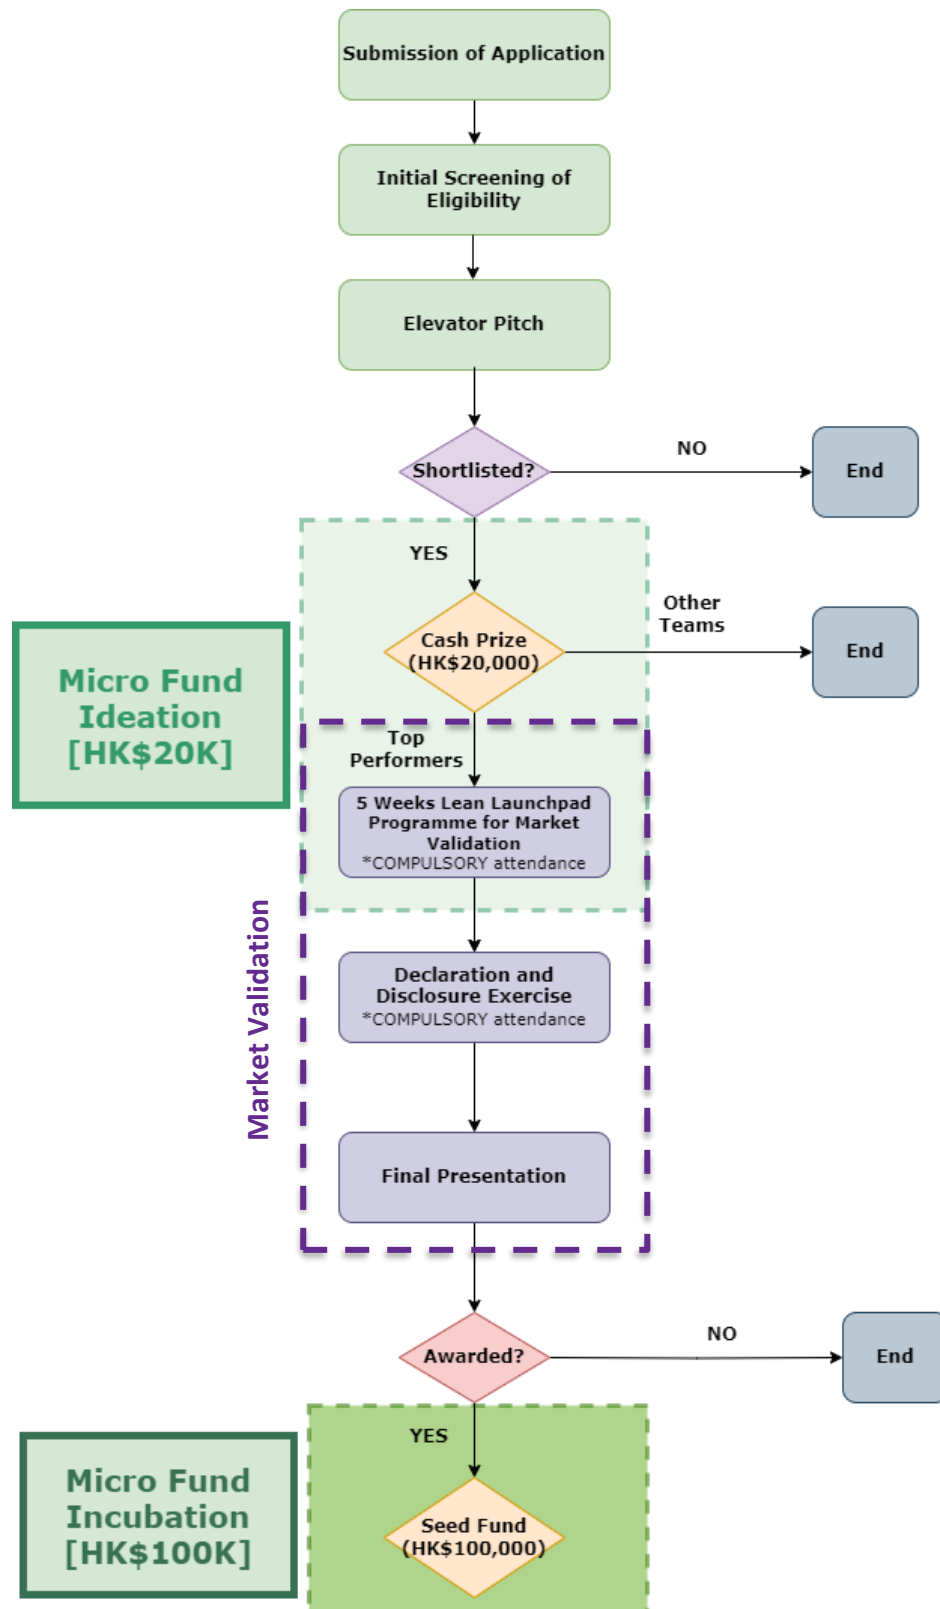 Submission of Application
Initial Screening of
Eligibility
Elevator Pitch
Shortlisted?
NO
End
YES
Cash Prize
(HK$20,000)
Other
Teams
End
Micro Fund
Ideation
[HK$20K]
Top
Performers
5 Weeks Lean Launchpad
Programme for Market
Validation
*COMPULSORY attendance
Market Validation
Declaration and
Disclosure Exercise
*COMPULSORY attendance
Final Presentation
Awarded?
NO
End
YES
Micro Fund
Incubation
[HK$100K]
Seed Fund
(HK$100,000)